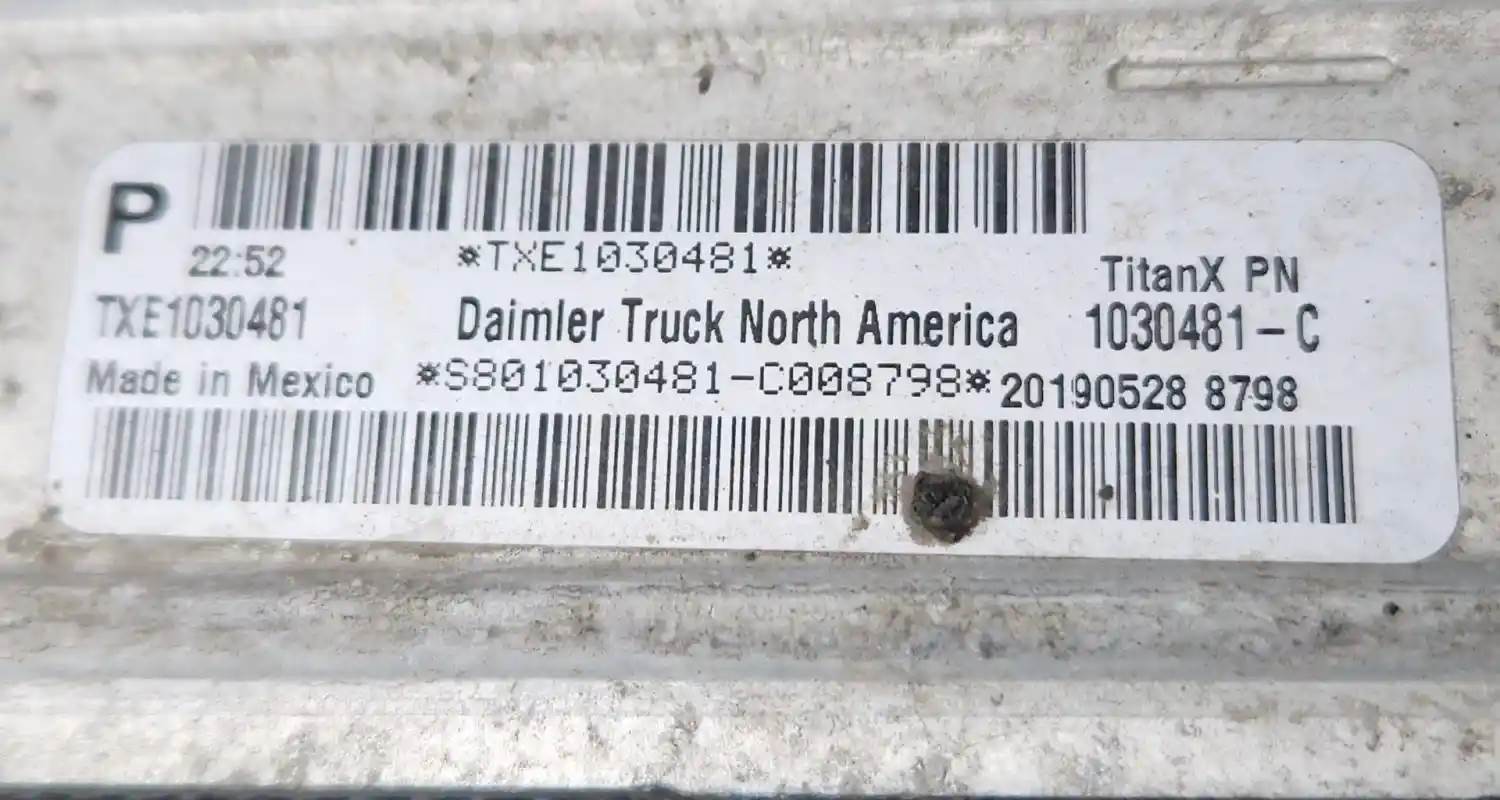 P
22:52
*TXE1030481*
TitanX PN
TXE1030481
Daimler Truck North America
1030481-C
Made in Mexico
*S801030481-C008798*
20190528 8798